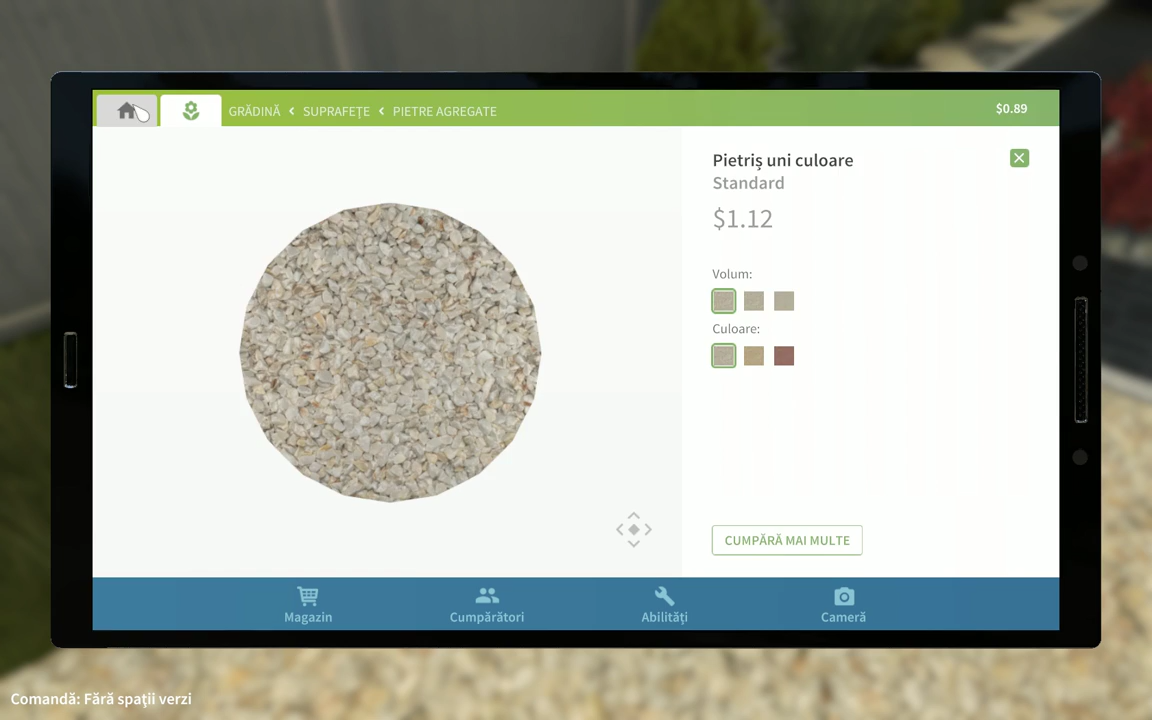 GRĂDINĂ < SUPRAFEȚE < PIETRE AGREGATE
$0.89
Pietriș uni culoare
Standard
$1.12
Volum:
Culoare:
CUMPĂRĂ MAI MULTE
Magazin
Cumpărători
Abilități
Cameră
Comandă: Fără spații verzi